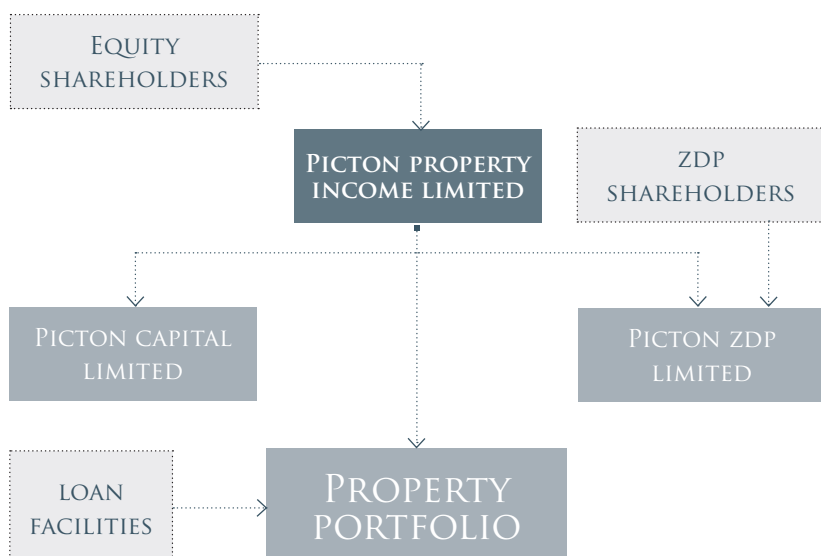 Equity
shareholders
Picton property
income limited
ZDP
shareholders
Picton capital
limited
Picton zdp
limited
loan
facilities
Property
portfolio